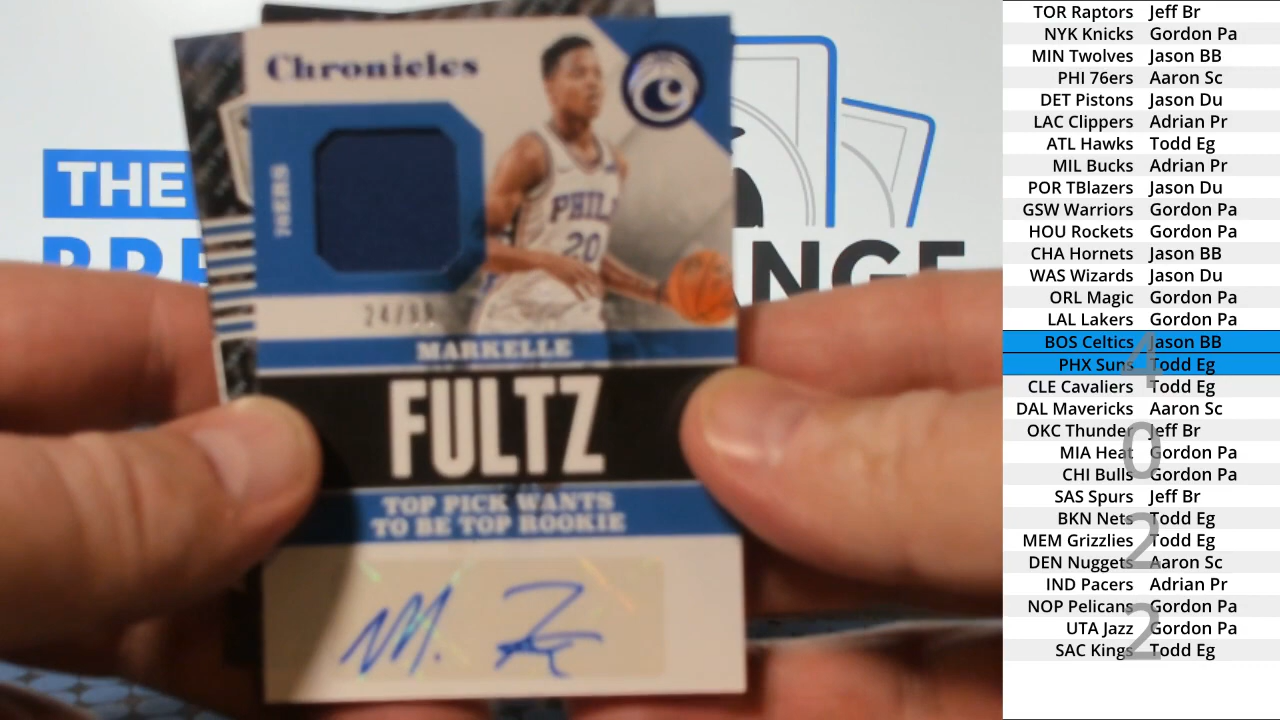 Chronicles
THE
76ERS
PHIL
20
NGE
24/99
MARKELLE
FULTZ
TOP PICK WANTS
TO BE TOP ROOKIE
TOR Raptors Jeff Br
NYK Knicks Gordon Pa
MIN Twolves Jason BB
PHI 76ers Aaron Sc
DET Pistons Jason Du
LAC Clippers Adrian Pr
ATL Hawks Todd Eg
MIL Bucks Adrian Pr
POR TBlazers Jason Du
GSW Warriors Gordon Pa
HOU Rockets Gordon Pa
CHA Hornets Jason BB
WAS Wizards Jason Du
ORL Magic Gordon Pa
LAL Lakers Gordon Pa
BOS Celtics Jason BB
PHX Suns Todd Eg
CLE Cavaliers Todd Eg
DAL Mavericks Aaron Sc
OKC Thunder Jeff Br
MIA Heat Gordon Pa
CHI Bulls Gordon Pa
SAS Spurs Jeff Br
BKN Nets Todd Eg
MEM Grizzlies Todd Eg
DEN Nuggets Aaron Sc
IND Pacers Adrian Pr
NOP Pelicans Gordon Pa
UTA Jazz Gordon Pa
SAC Kings Todd Eg
4
0
2
2